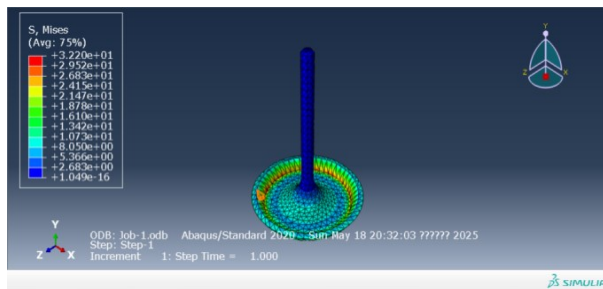 S, Mises
(Avg: 75%)
+3.220e+01
+2.952e+01
+2.683e+01
+2.415e+01
+2.147e+01
+1.878e+01
+1.610e+01
+1.342e+01
+1.073e+01
+8.050e+00
+5.366e+00
+2.683e+00
+1.049e-16
Y
Z
X
Y
Z
X
ODB: Job-1.odb Abaqus/Standard 2020 Sun May 18 20:32:03 ?????? 2025
Step: Step-1
Increment 1: Step Time = 1.000
SIMULIA